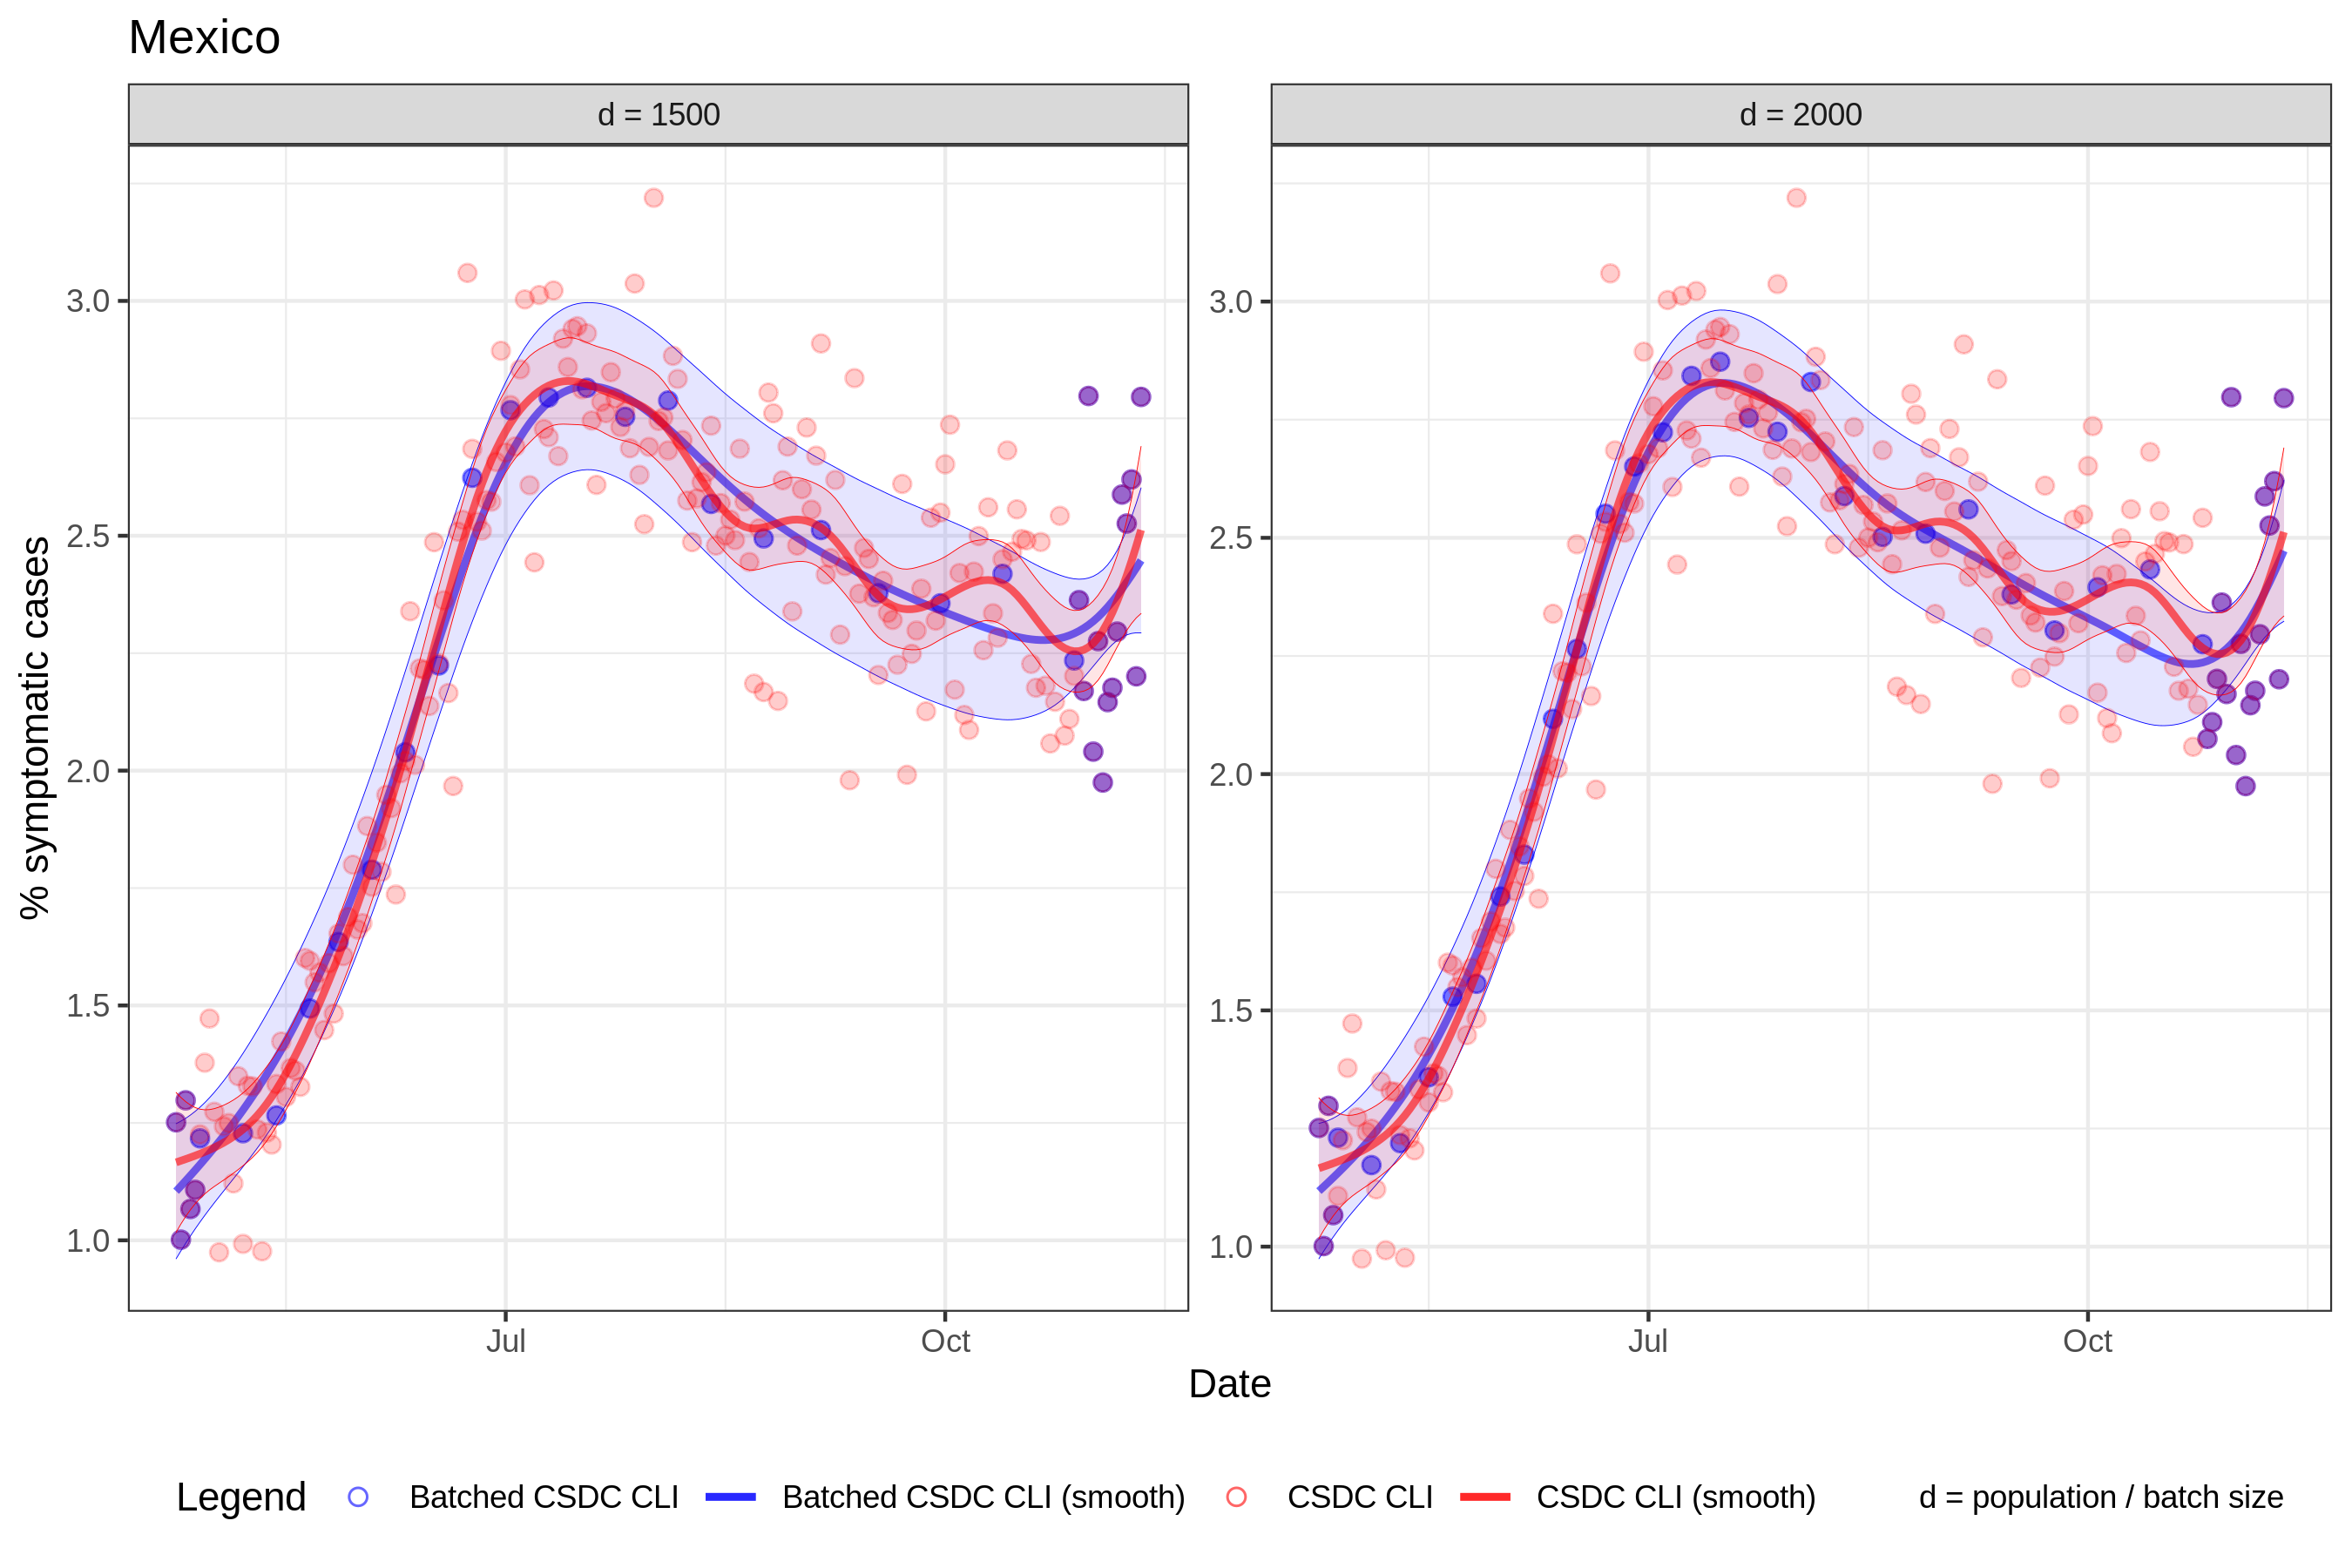 Mexico
d = 1500
d = 2000
% symptomatic cases
3.0
2.5
2.0
1.5
1.0
3.0
2.5
2.0
1.5
1.0
Jul
Oct
Jul
Oct
Date
Legend
Batched CSDC CLI
Batched CSDC CLI (smooth)
CSDC CLI
CSDC CLI (smooth)
d = population / batch size